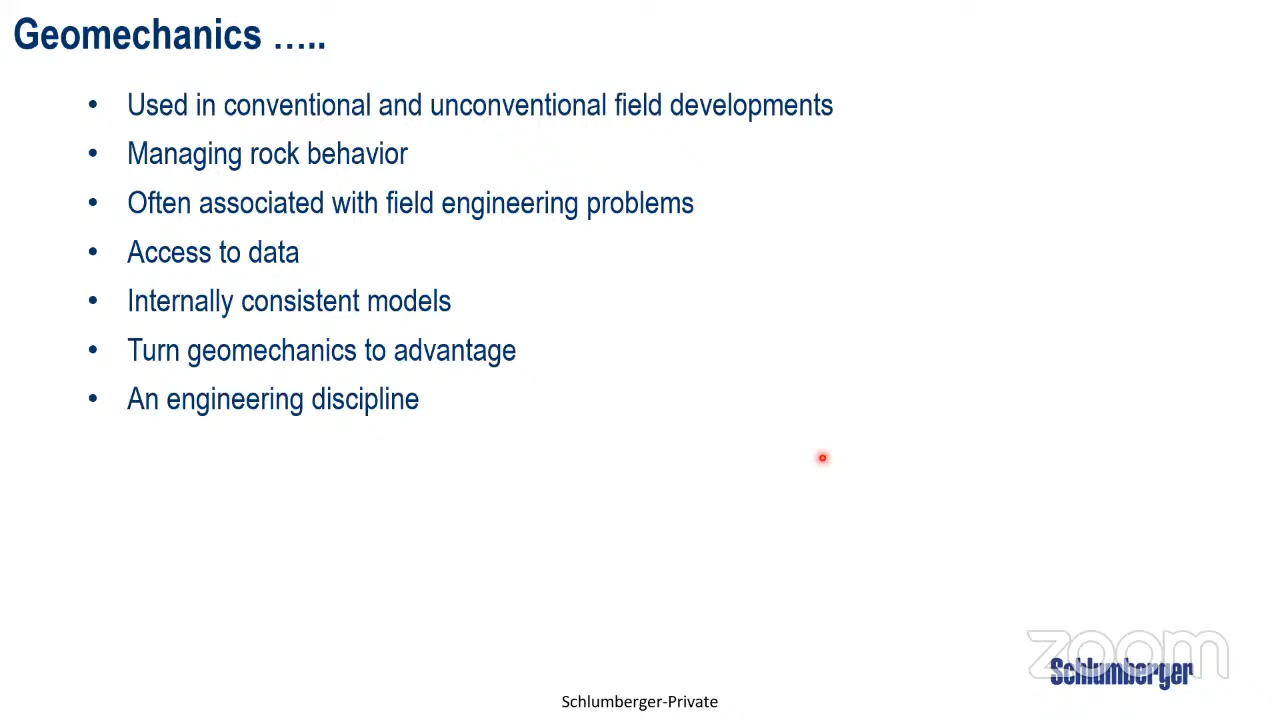 Geomechanics …..
• Used in conventional and unconventional field developments
• Managing rock behavior
• Often associated with field engineering problems
• Access to data
• Internally consistent models
• Turn geomechanics to advantage
• An engineering discipline
zoom
Schlumberger
Schlumberger-Private